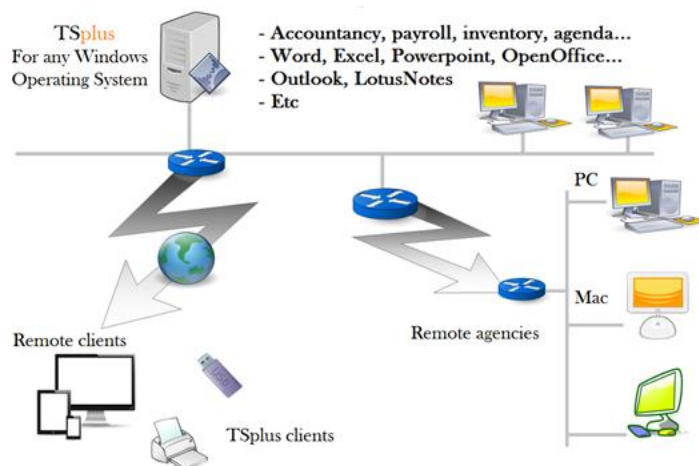 TSplus
For any Windows
Operating System
- Accountancy, payroll, inventory, agenda...
- Word, Excel, Powerpoint, OpenOffice...
- Outlook, LotusNotes
- Etc
PC
Mac
Remote agencies
Remote clients
USB
TSplus clients